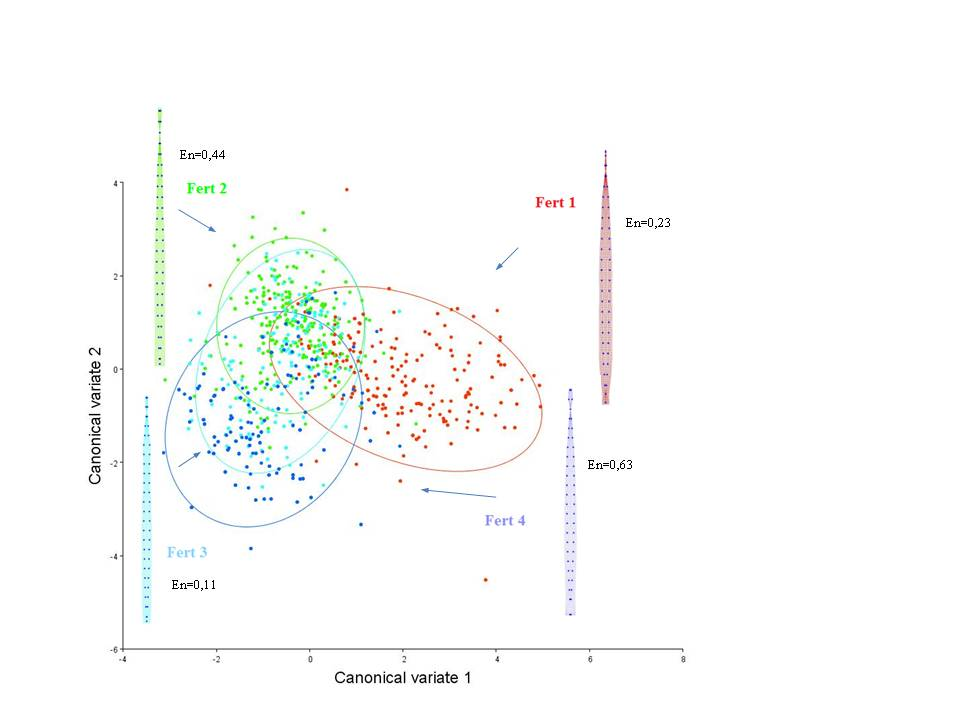 En=0,44
Fert 2
Fert 1
En=0,23
4
2
0
-2
-4
-6
Canonical variate 2
En=0,63
Fert 4
Fert 3
En=0,11
-4
-2
0
2
4
6
8
Canonical variate 1